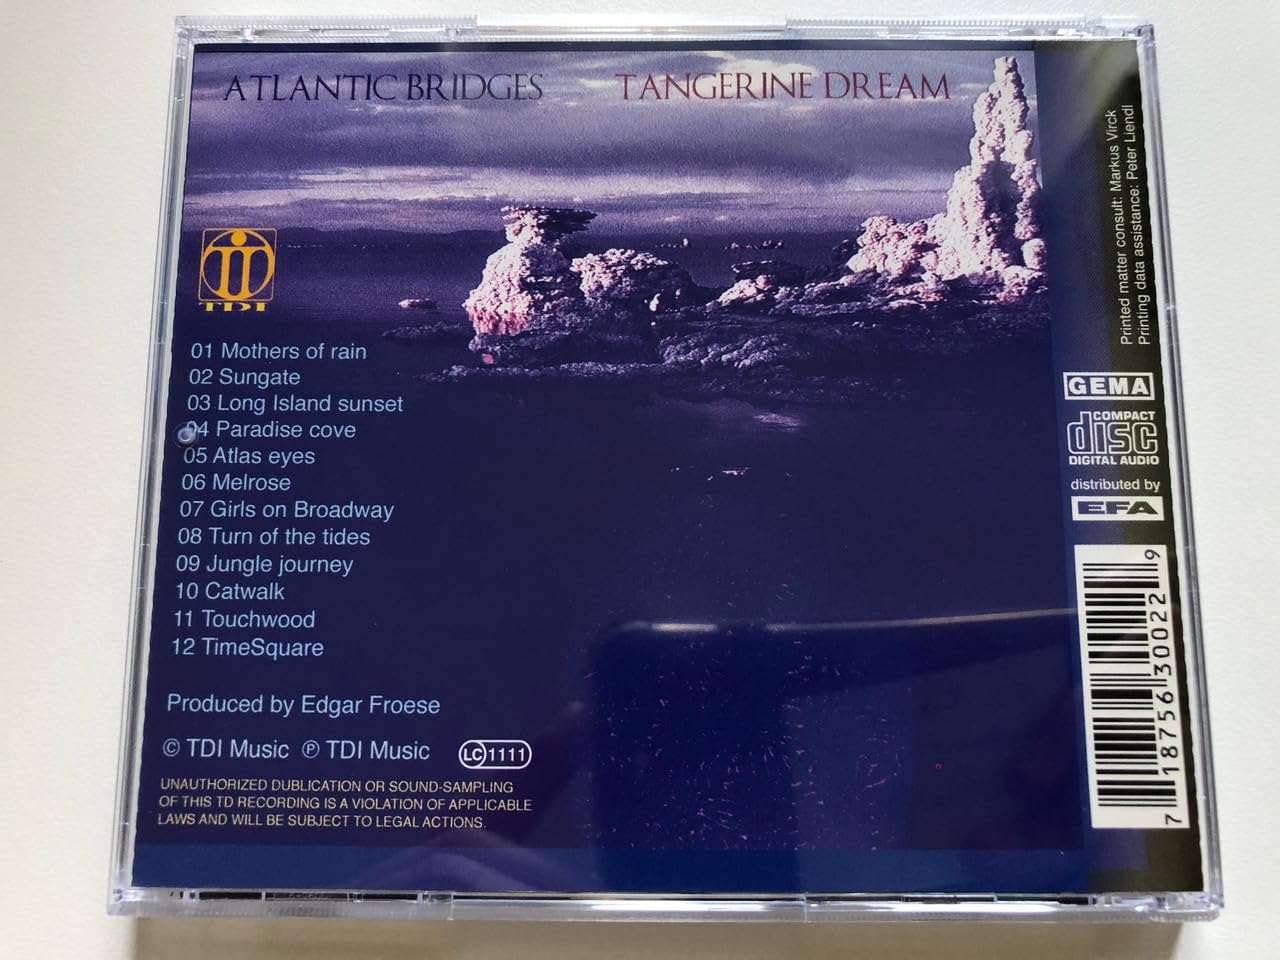 ATLANTIC BRIDGES TANGERINE DREAM
TDI
01 Mothers of rain
02 Sungate
03 Long Island sunset
04 Paradise cove
05 Atlas eyes
06 Melrose
07 Girls on Broadway
08 Turn of the tides
09 Jungle journey
10 Catwalk
11 Touchwood
12 TimeSquare
Produced by Edgar Froese
© TDI Music ℗ TDI Music LC 1111
UNAUTHORIZED DUBLICATION OR SOUND-SAMPLING
OF THIS TD RECORDING IS A VIOLATION OF APPLICABLE
LAWS AND WILL BE SUBJECT TO LEGAL ACTIONS.
Printed matter consult: Markus Virck
Printing data assistance: Peter Liendl
GEMA
COMPACT
disc
DIGITAL AUDIO
distributed by
EFA
7 18756 30022 9